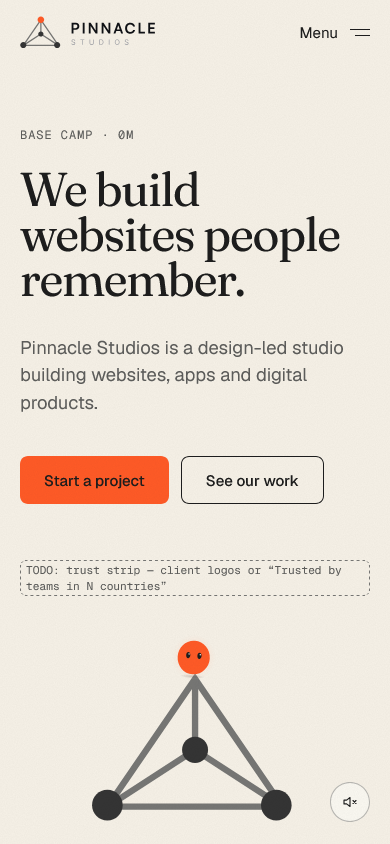 PINNACLE
STUDIOS
Menu
BASE CAMP · 0M
We build
websites people
remember.
Pinnacle Studios is a design-led studio
building websites, apps and digital
products.
Start a project
See our work
TODO: trust strip — client logos or “Trusted by
teams in N countries”